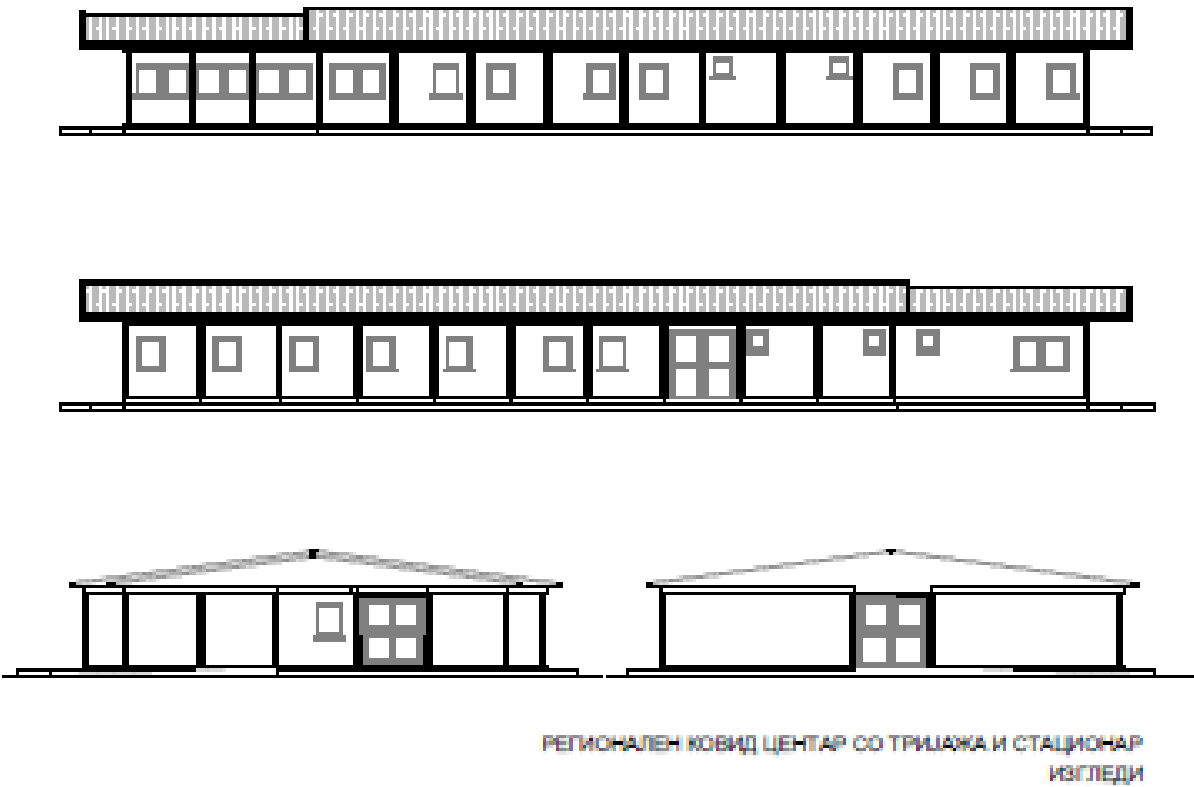 РЕГИОНАЛЕН КОВИД ЦЕНТАР СО ТРИЈАЖА И СТАЦИОНАР
ИЗГЛЕДИ